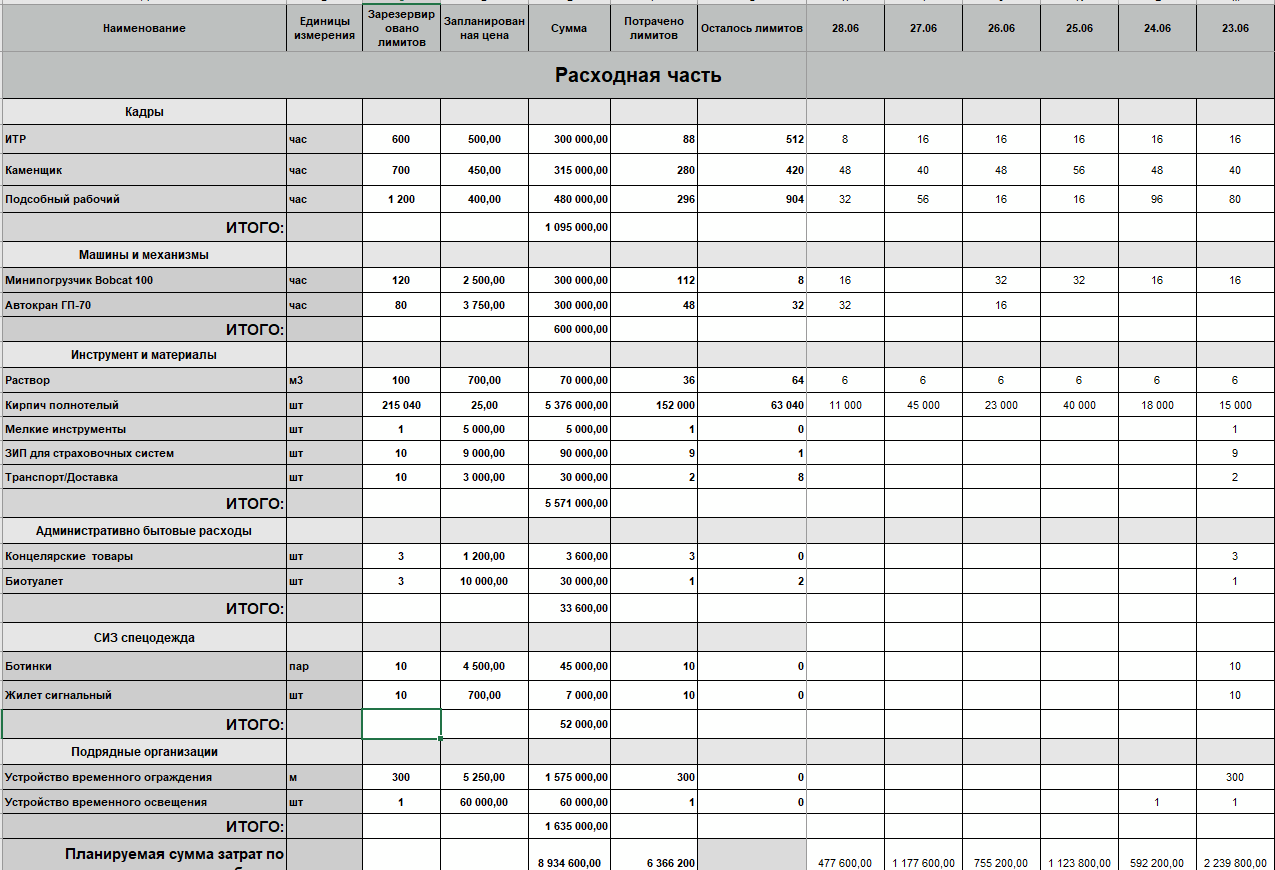 Наименование Единицы измерения Зарезервир овано лимитов Запланирован ная цена Сумма Потрачено лимитов Осталось лимитов 28.06 27.06 26.06 25.06 24.06 23.06
Расходная часть
Кадры
ИТР час 600 500,00 300 000,00 88 512 8 16 16 16 16 16
Каменщик час 700 450,00 315 000,00 280 420 48 40 48 56 48 40
Подсобный рабочий час 1 200 400,00 480 000,00 296 904 32 56 16 16 96 80
ИТОГО: 1 095 000,00
Машины и механизмы
Минипогрузчик Bobcat 100 час 120 2 500,00 300 000,00 112 8 16 32 32 16 16
Автокран ГП-70 час 80 3 750,00 300 000,00 48 32 32 16
ИТОГО: 600 000,00
Инструмент и материалы
Раствор м3 100 700,00 70 000,00 36 64 6 6 6 6 6 6
Кирпич полнотелый шт 215 040 25,00 5 376 000,00 152 000 63 040 11 000 45 000 23 000 40 000 18 000 15 000
Мелкие инструменты шт 1 5 000,00 5 000,00 1 0 1
ЗИП для страховочных систем шт 10 9 000,00 90 000,00 9 1 9
Транспорт/Доставка шт 10 3 000,00 30 000,00 2 8 2
ИТОГО: 5 571 000,00
Административно бытовые расходы
Концелярские товары шт 3 1 200,00 3 600,00 3 0 3
Биотуалет шт 3 10 000,00 30 000,00 1 2 1
ИТОГО: 33 600,00
СИЗ спецодежда
Ботинки пар 10 4 500,00 45 000,00 10 0 10
Жилет сигнальный шт 10 700,00 7 000,00 10 0 10
ИТОГО: 52 000,00
Подрядные организации
Устройство временного ограждения м 300 5 250,00 1 575 000,00 300 0 300
Устройство временного освещения шт 1 60 000,00 60 000,00 1 0 1 1
ИТОГО: 1 635 000,00
Планируемая сумма затрат по 8 934 600,00 6 366 200 477 600,00 1 177 600,00 755 200,00 1 123 800,00 592 200,00 2 239 800,00